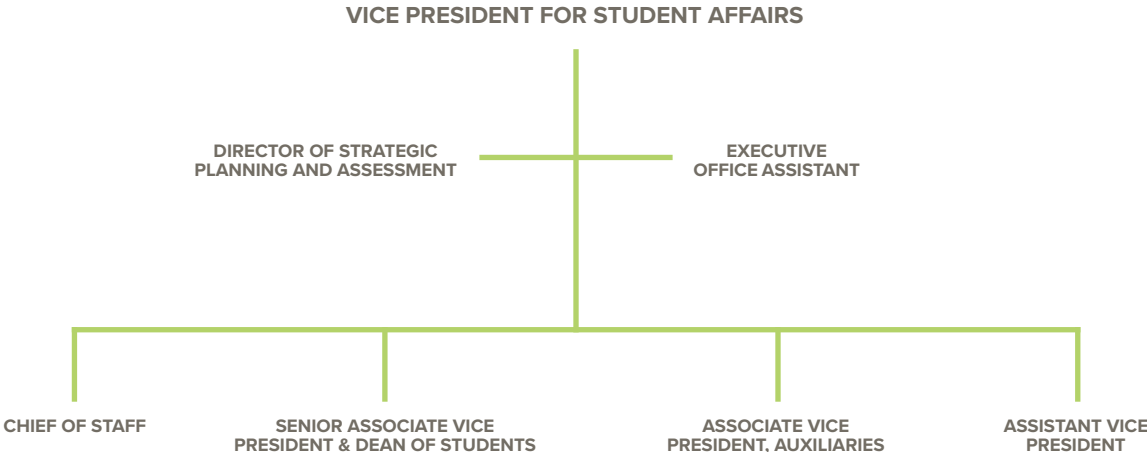 VICE PRESIDENT FOR STUDENT AFFAIRS
DIRECTOR OF STRATEGIC
PLANNING AND ASSESSMENT
EXECUTIVE
OFFICE ASSISTANT
CHIEF OF STAFF
SENIOR ASSOCIATE VICE
PRESIDENT & DEAN OF STUDENTS
ASSOCIATE VICE
PRESIDENT, AUXILIARIES
ASSISTANT VICE
PRESIDENT